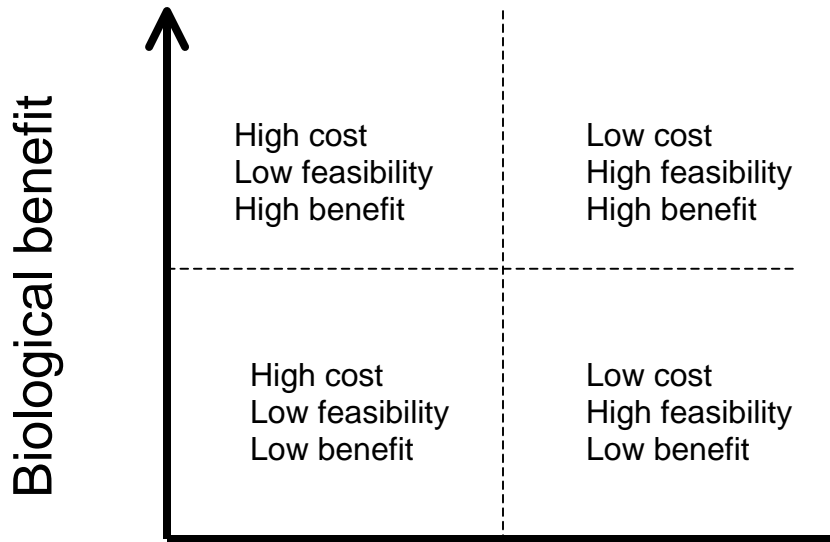 Biological benefit
High cost
Low feasibility
High benefit
Low cost
High feasibility
High benefit
High cost
Low feasibility
Low benefit
Low cost
High feasibility
Low benefit